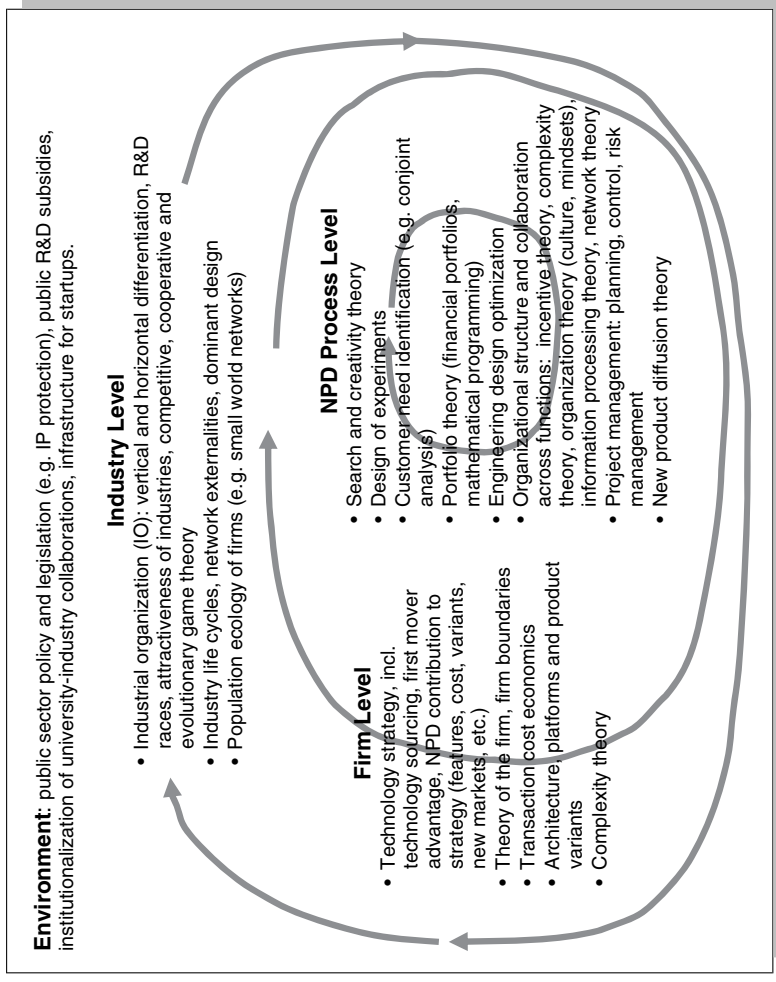 Environment: public sector policy and legislation (e.g. IP protection), public R&D subsidies,
institutionalization of university-industry collaborations, infrastructure for startups.
Industry Level
• Industrial organization (IO): vertical and horizontal differentiation, R&D
races, attractiveness of industries, competitive, cooperative and
evolutionary game theory
• Industry life cycles, network externalities, dominant design
• Population ecology of firms (e.g. small world networks)
Firm Level
• Technology strategy, incl.
technology sourcing, first mover
advantage, NPD contribution to
strategy (features, cost, variants,
new markets, etc.)
• Theory of the firm, firm boundaries
• Transaction cost economics
• Architecture, platforms and product
variants
• Complexity theory
NPD Process Level
• Search and creativity theory
• Design of experiments
• Customer need identification (e.g. conjoint
analysis)
• Portfolio theory (financial portfolios,
mathematical programming)
• Engineering design optimization
• Organizational structure and collaboration
across functions: incentive theory, complexity
theory, organization theory (culture, mindsets),
information processing theory, network theory
• Project management: planning, control, risk
management
• New product diffusion theory